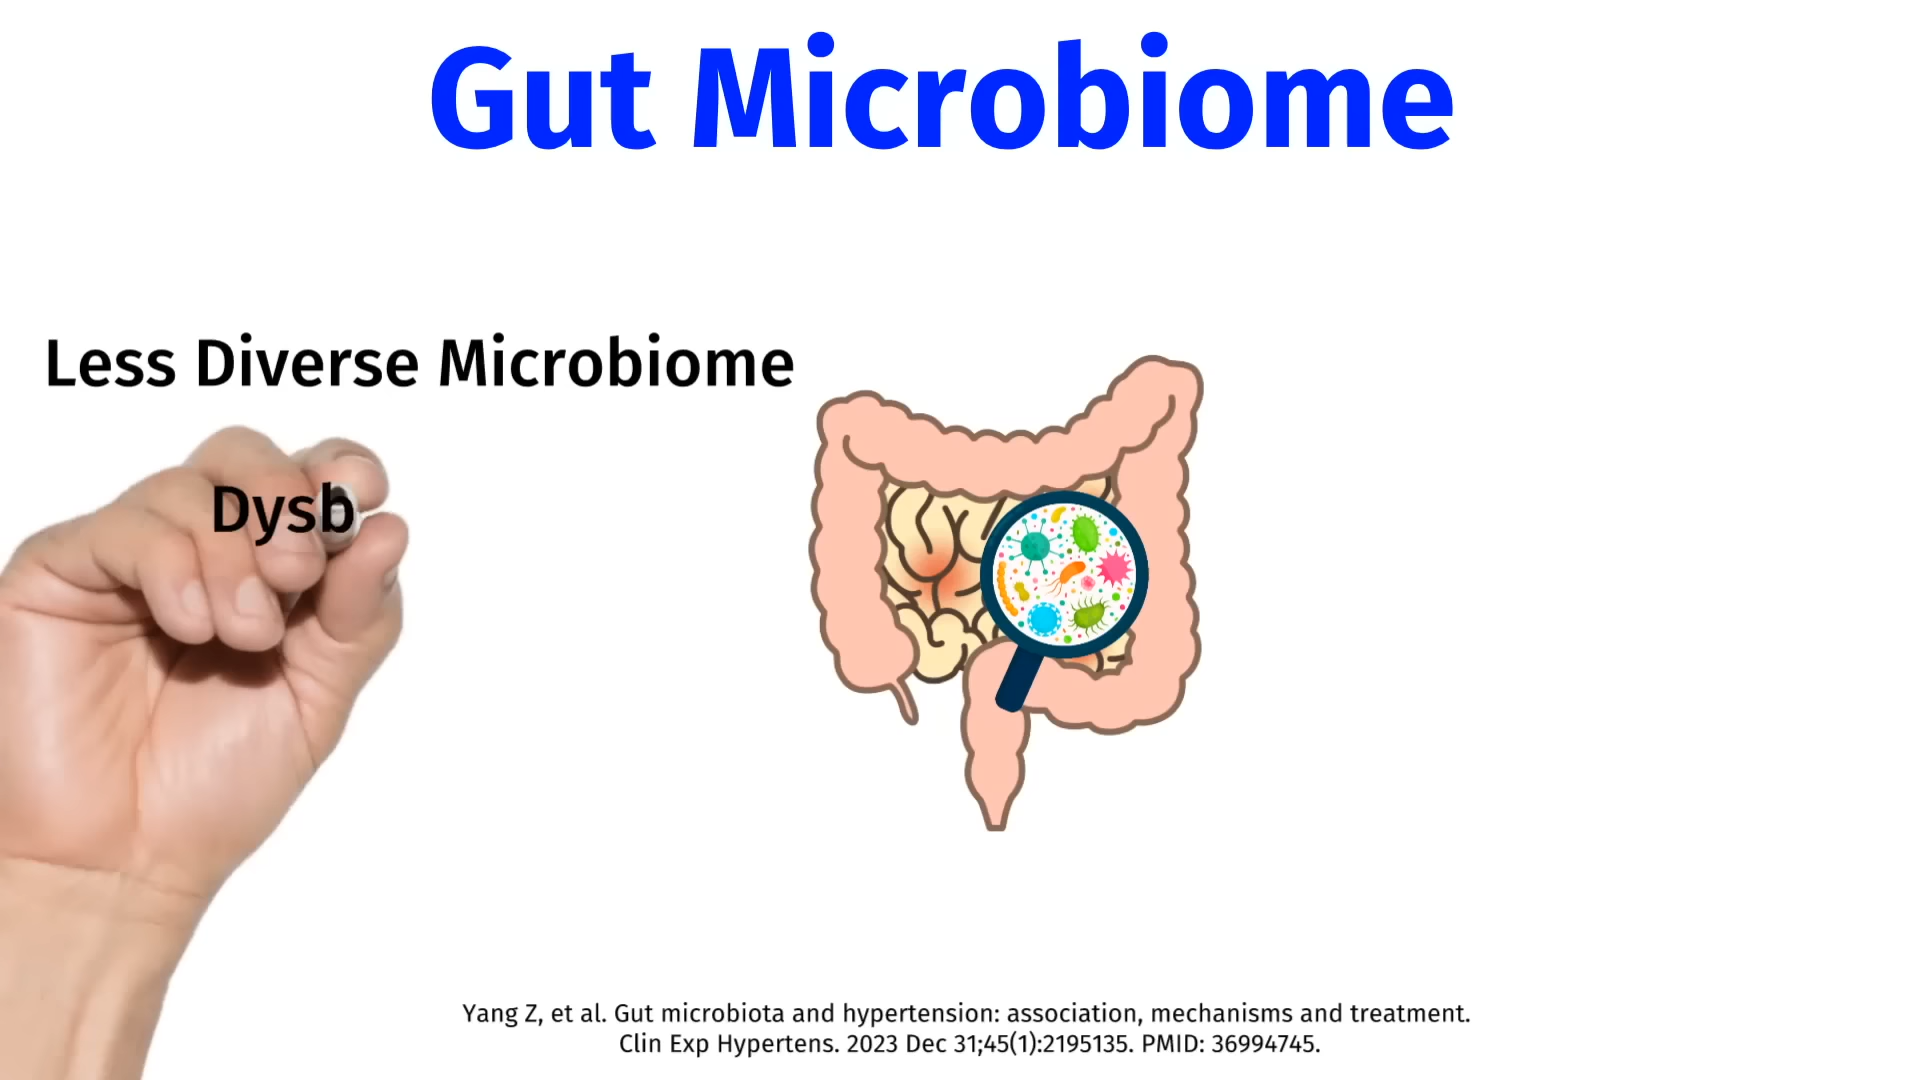 Gut Microbiome
Less Diverse Microbiome
Dysb
Yang Z, et al. Gut microbiota and hypertension: association, mechanisms and treatment.
Clin Exp Hypertens. 2023 Dec 31;45(1):2195135. PMID: 36994745.